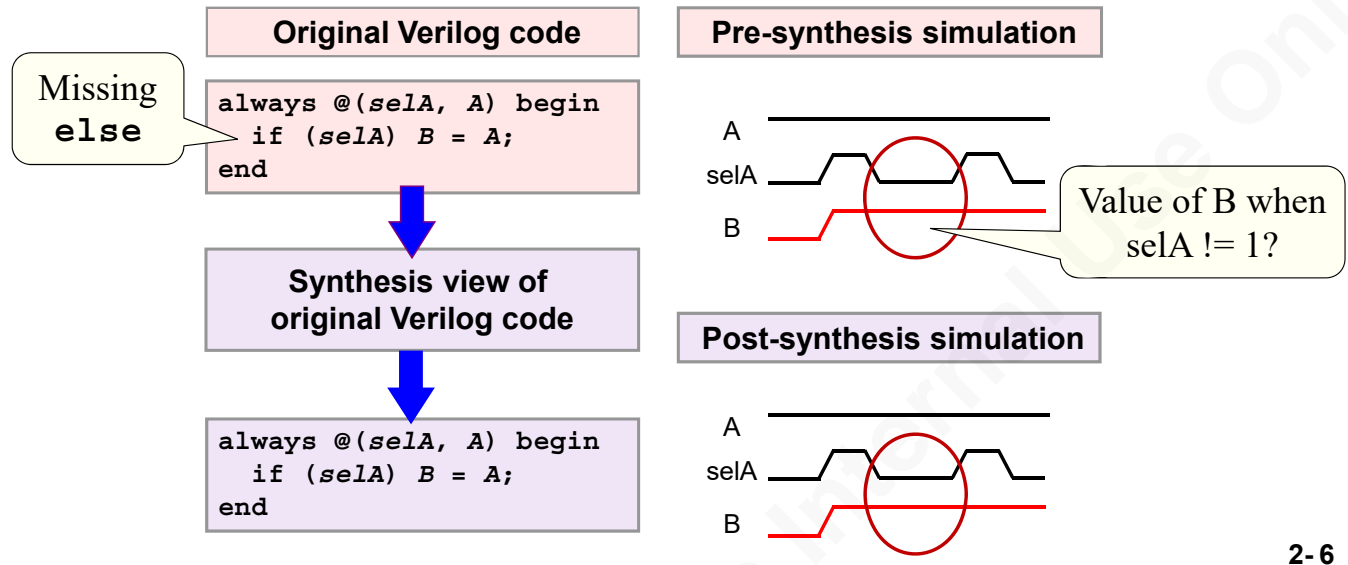 Original Verilog code
Missing
else
always @(selA, A) begin
if (selA) B = A;
end
Synthesis view of
original Verilog code
always @(selA, A) begin
if (selA) B = A;
end
Pre-synthesis simulation
A
selA
B
Value of B when
selA != 1?
Post-synthesis simulation
A
selA
B
Internal Use
2- 6